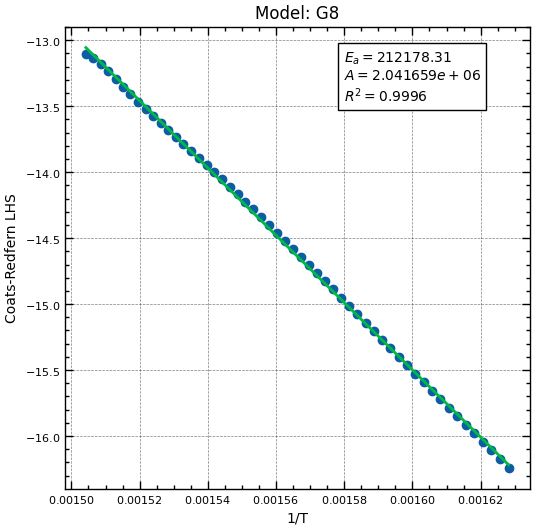 Model: G8
Eₐ = 212178.31
A = 2.041659e + 06
R² = 0.9996
Coats-Redfern LHS
−13.0
−13.5
−14.0
−14.5
−15.0
−15.5
−16.0
0.00150 0.00152 0.00154 0.00156 0.00158 0.00160 0.00162
1/T